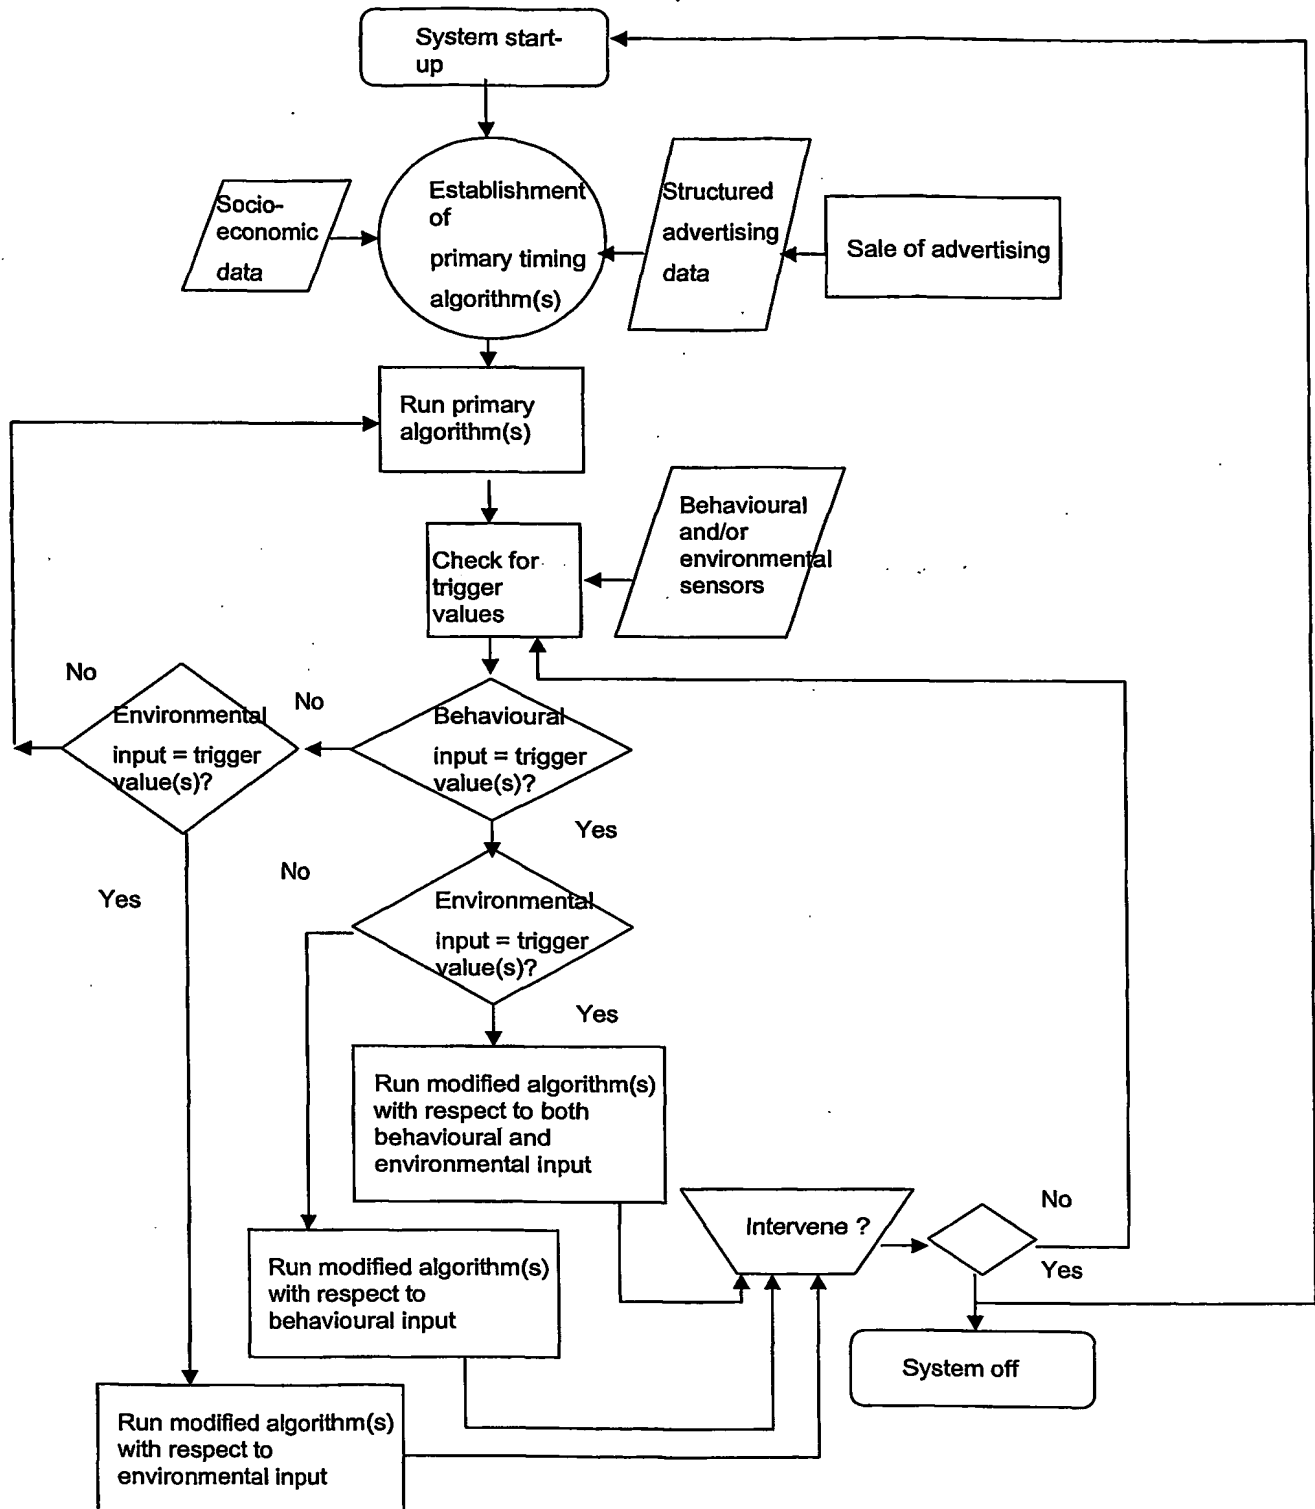 System start-
up
Socio-
economic
data
Establishment
of
primary timing
algorithm(s)
Structured
advertising
data
Sale of advertising
Run primary
algorithm(s)
Behavioural
and/or
environmental
sensors
Check for
trigger
values
No
Environmental
input = trigger
value(s)?
No
Behavioural
input = trigger
value(s)?
Yes
Yes
No
Environmental
input = trigger
value(s)?
Yes
Run modified algorithm(s)
with respect to both
behavioural and
environmental input
Intervene ?
No
Yes
Run modified algorithm(s)
with respect to
behavioural input
System off
Run modified algorithm(s)
with respect to
environmental input